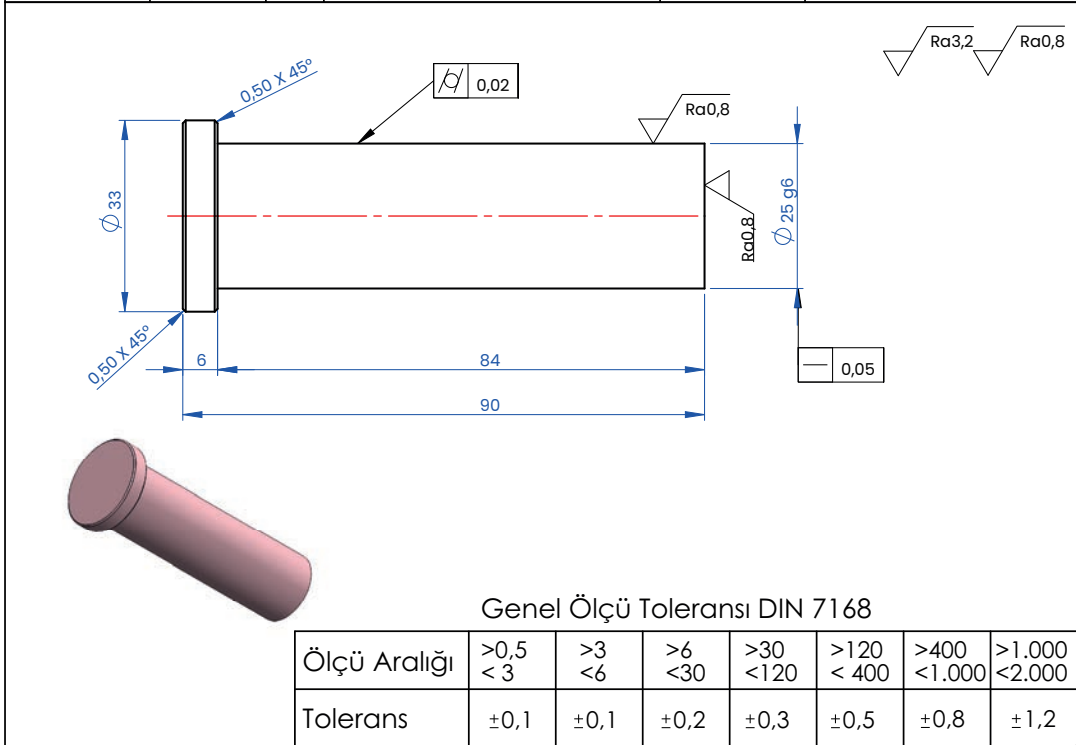 Ra3,2
Ra0,8
0,50 X 45°
0,02
Ra0,8
Ø 33
Ra0,8
Ø 25 g6
0,50 X 45°
6
84
0,05
90
Genel Ölçü Toleransı DIN 7168
Ölçü Aralığı >0,5 < 3 >3 <6 >6 <30 >30 <120 >120 < 400 >400 <1.000 >1.000 <2.000
Tolerans ±0,1 ±0,1 ±0,2 ±0,3 ±0,5 ±0,8 ±1,2